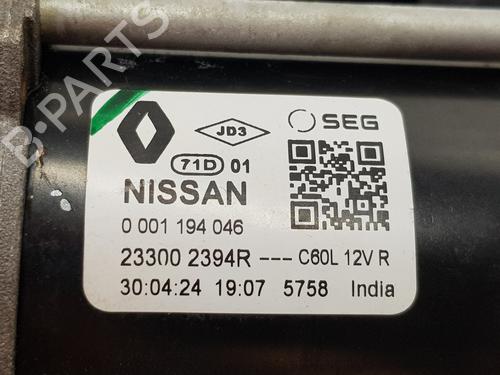 JD3
SEG
71D 01
NISSAN
0 001 194 046
23300 2394R --- C60L 12V R
30:04:24 19:07 5758 India
B-PARTS